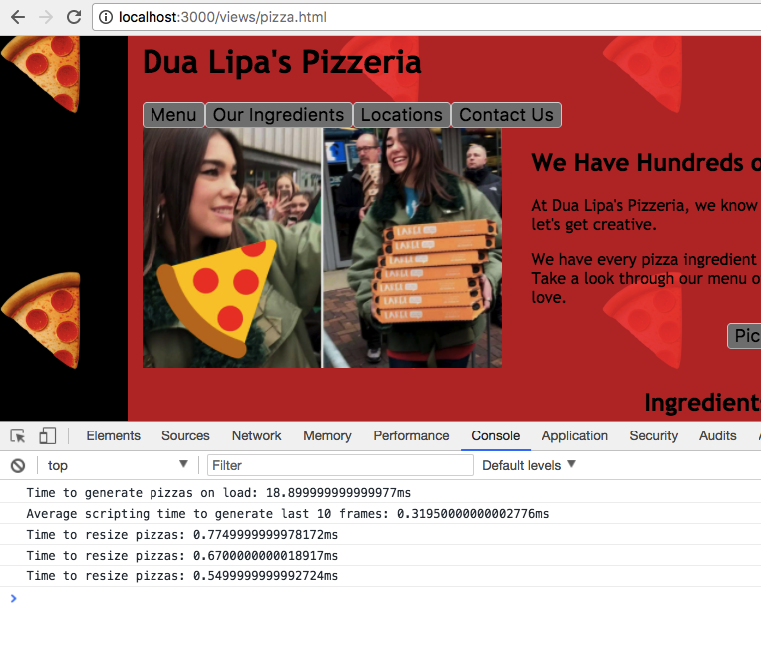 localhost:3000/views/pizza.html
Dua Lipa's Pizzeria
Menu Our Ingredients Locations Contact Us
We Have Hundreds
At Dua Lipa's Pizzeria, we know
let's get creative.
We have every pizza ingredient
Take a look through our menu
love.
Ingredient
LARGE
Elements Sources Network Memory Performance Console Application Security Audits
top Filter Default levels
Time to generate pizzas on load: 18.899999999999977ms
Average scripting time to generate last 10 frames: 0.31950000000002776ms
Time to resize pizzas: 0.7749999999978172ms
Time to resize pizzas: 0.6700000000018917ms
Time to resize pizzas: 0.5499999999992724ms